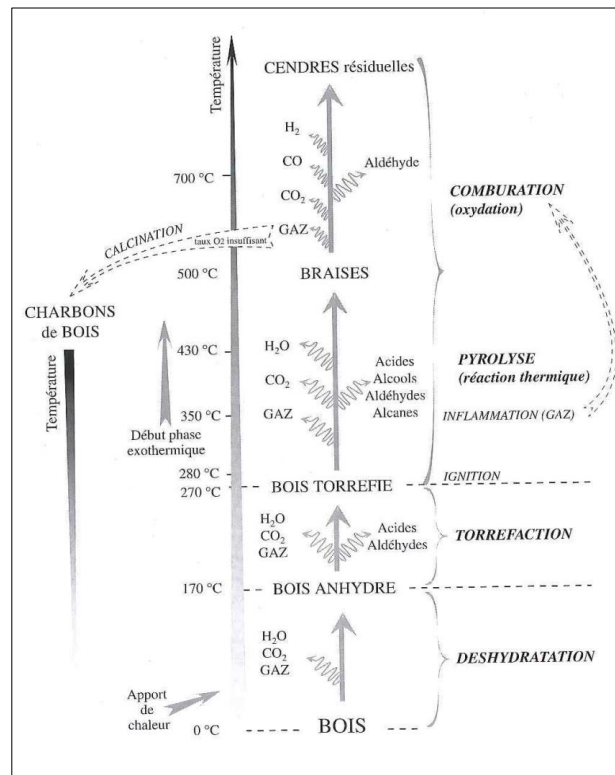 Température
CENDRES résiduelles
H₂
CO
Aldéhyde
700 °C
CO₂
COMBURATION
(oxydation)
GAZ
CALCINATION
taux O2 insuffisant
500 °C
BRAISES
CHARBONS
de BOIS
Température
430 °C
H₂O
CO₂
GAZ
Acides
Alcools
Aldéhydes
Alcanes
PYROLYSE
(réaction thermique)
350 °C
INFLAMMATION (GAZ)
Début phase
exothermique
280 °C
270 °C
BOIS TORREFIE
IGNITION
H₂O
CO₂
GAZ
Acides
Aldéhydes
TORREFACTION
170 °C
BOIS ANHYDRE
H₂O
CO₂
GAZ
DESHYDRATATION
Apport
de
chaleur
0 °C
BOIS